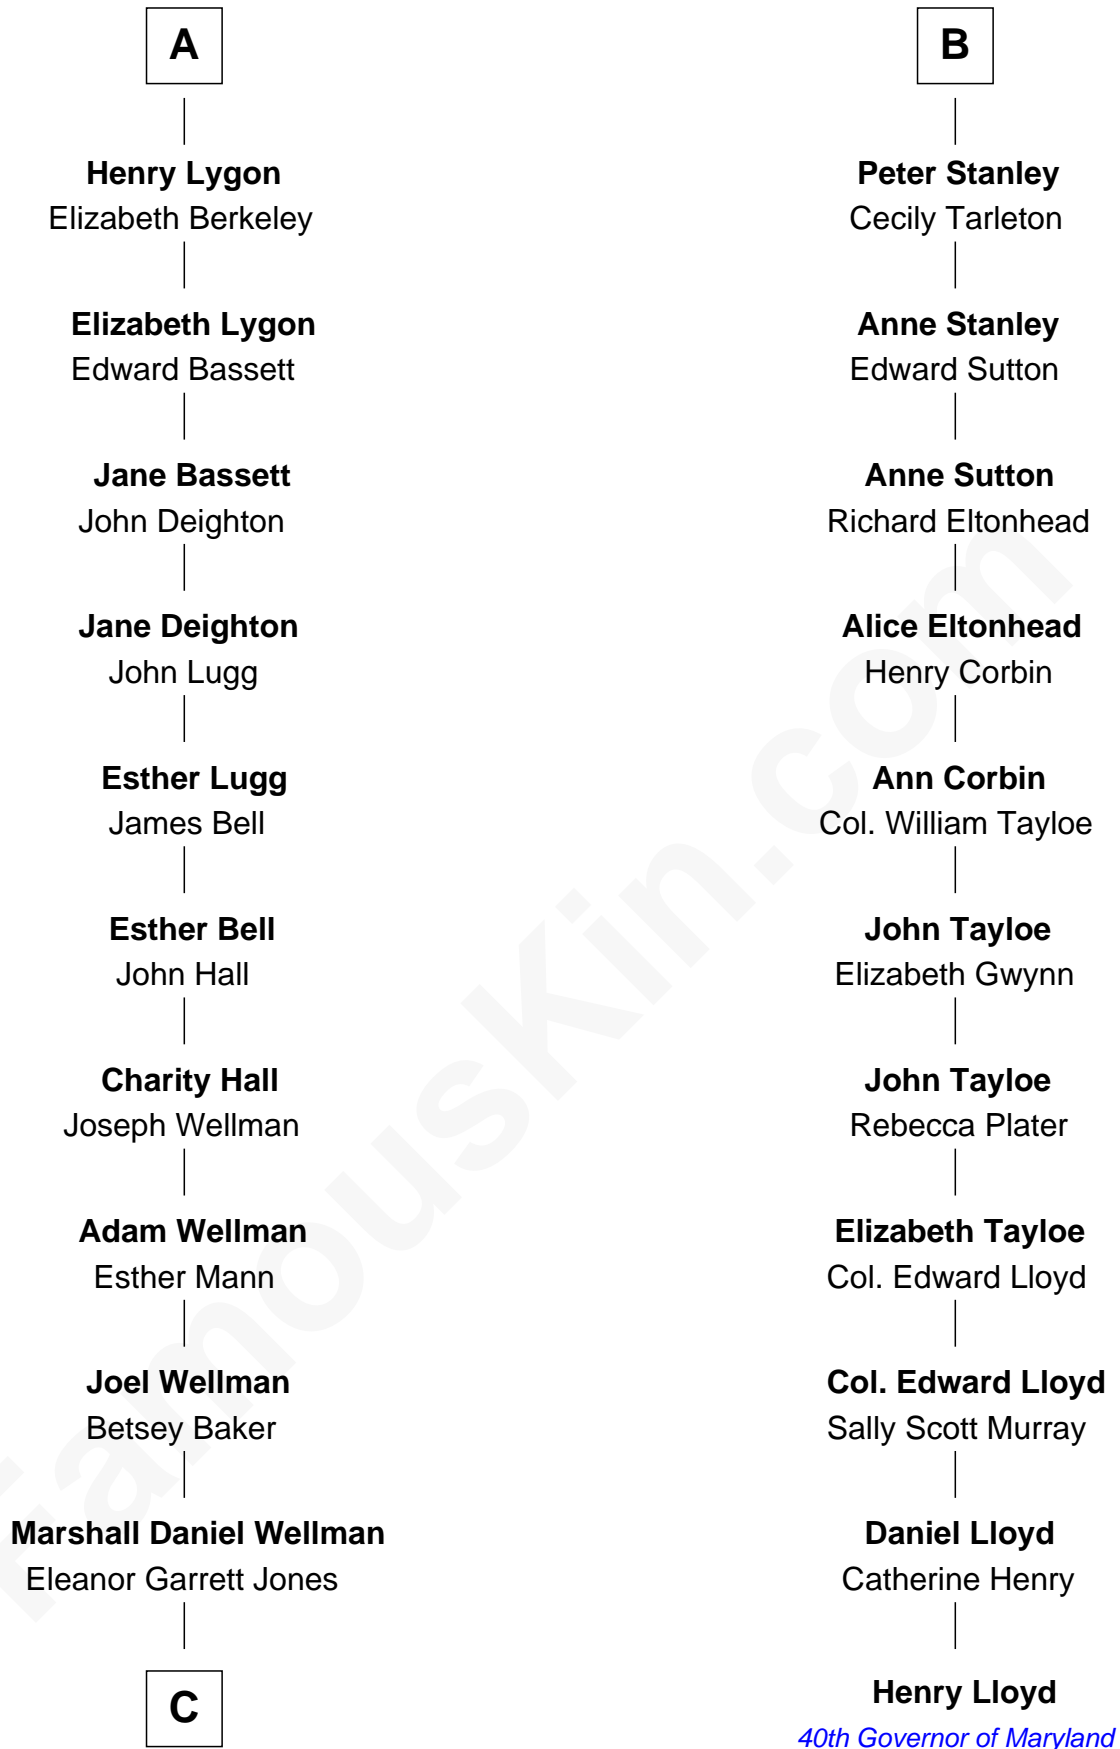 A
Henry Lygon
Elizabeth Berkeley
Elizabeth Lygon
Edward Bassett
Jane Bassett
John Deighton
Jane Deighton
John Lugg
Esther Lugg
James Bell
Esther Bell
John Hall
Charity Hall
Joseph Wellman
Adam Wellman
Esther Mann
Joel Wellman
Betsey Baker
Marshall Daniel Wellman
Eleanor Garrett Jones
C
B
Peter Stanley
Cecily Tarleton
Anne Stanley
Edward Sutton
Anne Sutton
Richard Eltonhead
Alice Eltonhead
Henry Corbin
Ann Corbin
Col. William Tayloe
John Tayloe
Elizabeth Gwynn
John Tayloe
Rebecca Plater
Elizabeth Tayloe
Col. Edward Lloyd
Col. Edward Lloyd
Sally Scott Murray
Daniel Lloyd
Catherine Henry
Henry Lloyd
40th Governor of Maryland
FamousKin.com